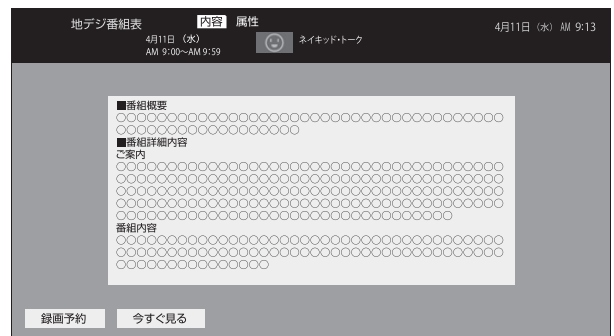 地デジ番組表 内容 属性
4月11日（水） AM 9:13
4月11日（水） ネイキッド・トーク
AM 9:00～AM 9:59
■番組概要
○○○○○○○○○○○○○○○○○○○○○○○○○○○○○○○○○○○○○○
○○○○○○○○○○○○○○○○○○
■番組詳細内容
ご案内
○○○○○○○○○○○○○○○○○○○○○○○○○○○○○○○○○○○○○○
○○○○○○○○○○○○○○○○○○○○○○○○○○○○○○○○○○○○○○
○○○○○○○○○○○○○○○○○○○○○○○○○○○○○○○○○○○○○○
○○○○○○○○○○○○○○○○○○○○○○○○○○○○○○○○○○○○○○
○○○○○○○○○○○○○○○○○○○○○○○○○○○○○○○○○
番組内容
○○○○○○○○○○○○○○○○○○○○○○○○○○○○○○○○○○○○○○
○○○○○○○○○○○○○○○○○○○○○○○○○○○○○○○○○○○○○○
○○○○○○○○○○○○○○○
録画予約 今すぐ見る